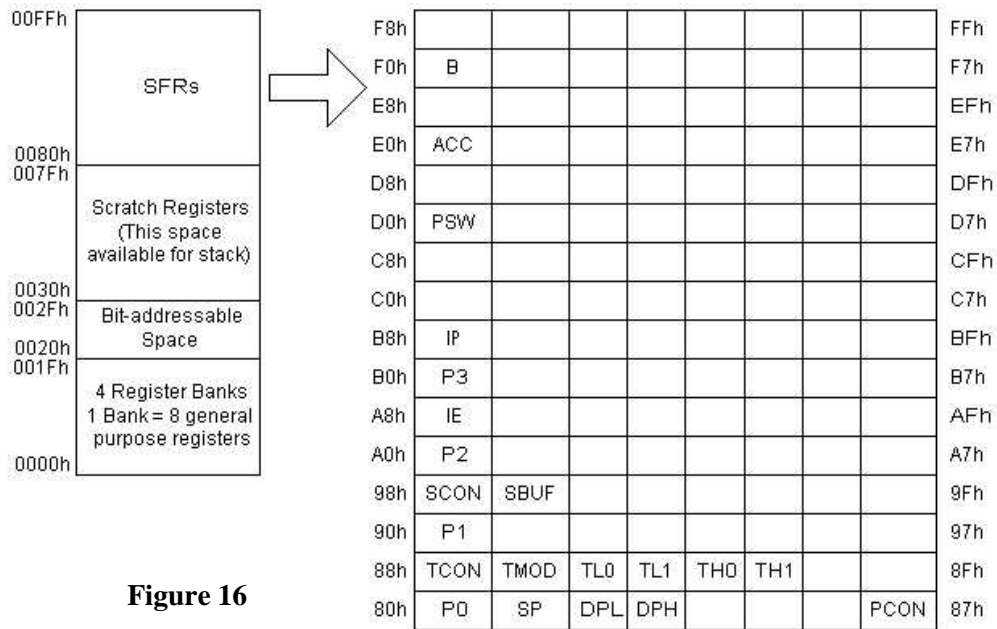 00FFh
SFRs
0080h
007Fh
Scratch Registers
(This space
available for stack)
0030h
002Fh
Bit-addressable
Space
0020h
001Fh
4 Register Banks
1 Bank = 8 general
purpose registers
0000h
F8h FFh
F0h B F7h
E8h EFh
E0h ACC E7h
D8h DFh
D0h PSW D7h
C8h CFh
C0h C7h
B8h IP BFh
B0h P3 B7h
A8h IE AFh
A0h P2 A7h
98h SCON SBUF 9Fh
90h P1 97h
88h TCON TMOD TL0 TL1 TH0 TH1 8Fh
80h P0 SP DPL DPH PCON 87h
Figure 16